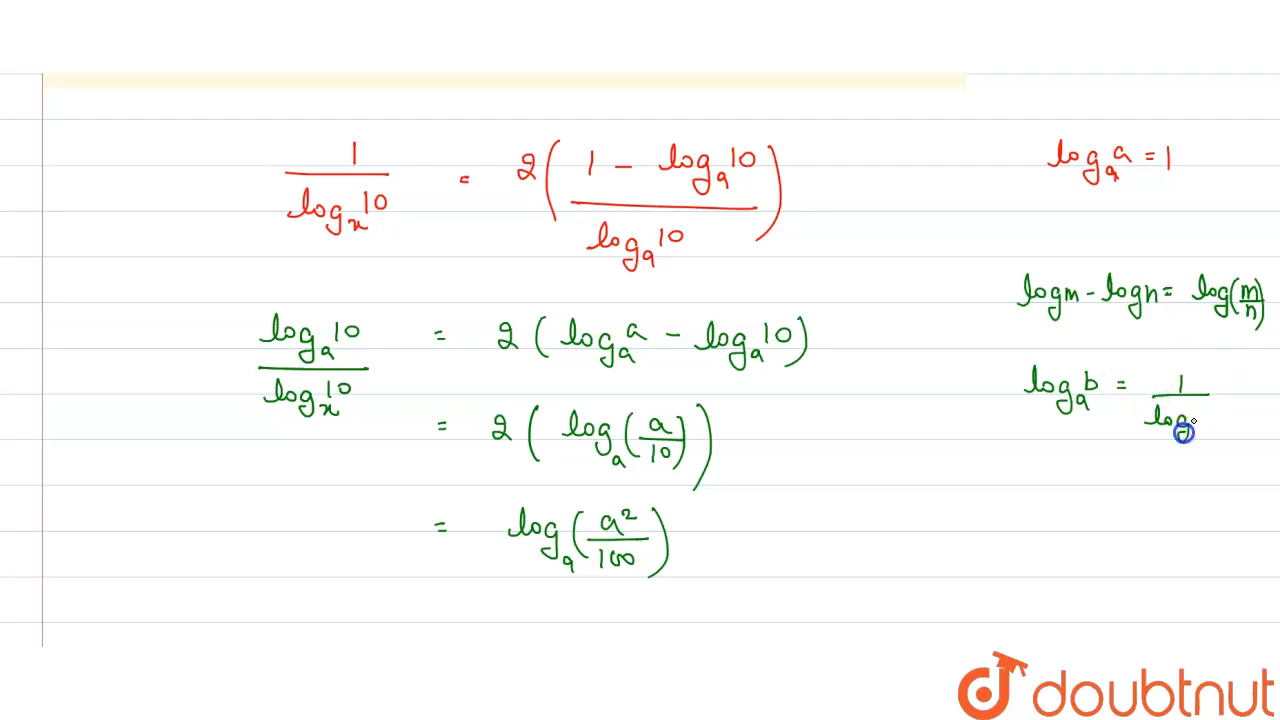 1/log_x 10 = 2((1 - log_a 10)/log_a 10)
log_a a = 1
log m - log n = log(m/n)
log_a 10/log_x 10 = 2(log_a a - log_a 10)
log_a b = 1/log
= 2(log_a(a/10))
= log_a(a²/100)
doubtnut